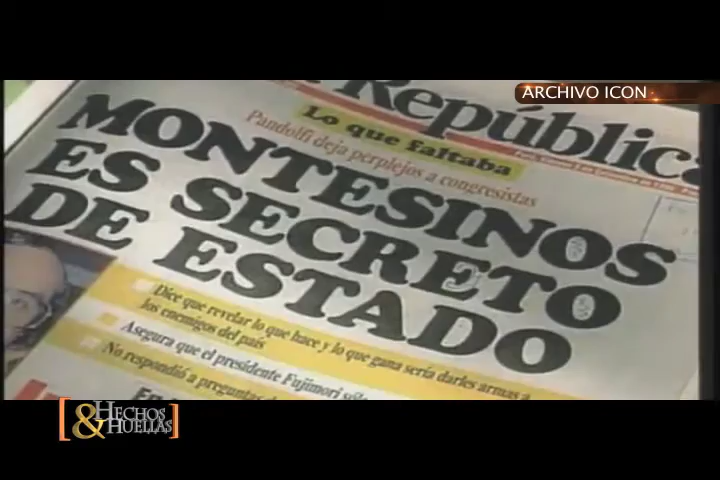 ARCHIVO ICON
República
Lo que faltaba
Pandolfi deja perplejos a congresistas
MONTESINOS
ES SECRETO
DE ESTADO
Dice que revelar lo que hace y lo que gana sería darles armas a
los enemigos del país
Asegura que el presidente Fujimori sólo
No respondió a preguntas
HECHOS
& HUELLAS